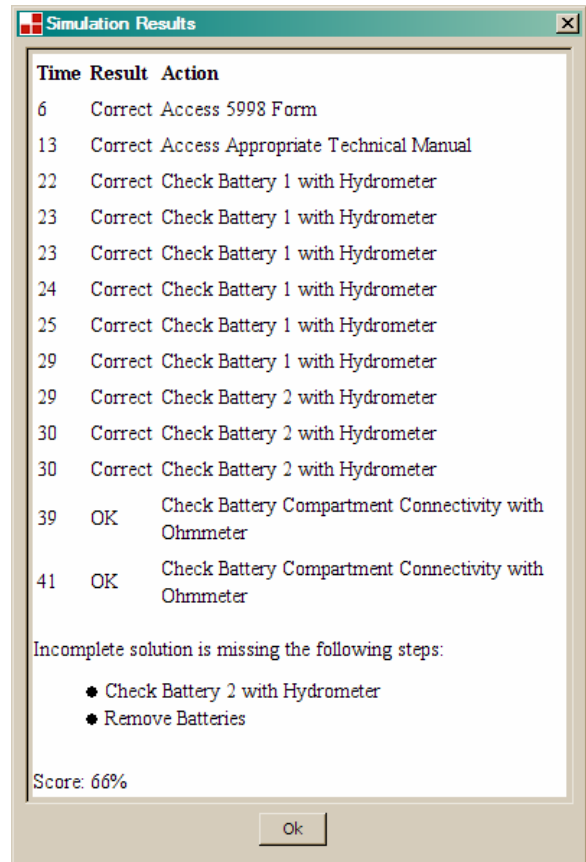 Simulation Results
Time Result Action
6 Correct Access 5998 Form
13 Correct Access Appropriate Technical Manual
22 Correct Check Battery 1 with Hydrometer
23 Correct Check Battery 1 with Hydrometer
23 Correct Check Battery 1 with Hydrometer
24 Correct Check Battery 1 with Hydrometer
25 Correct Check Battery 1 with Hydrometer
29 Correct Check Battery 1 with Hydrometer
29 Correct Check Battery 2 with Hydrometer
30 Correct Check Battery 2 with Hydrometer
30 Correct Check Battery 2 with Hydrometer
39 OK Check Battery Compartment Connectivity with
Ohmmeter
41 OK Check Battery Compartment Connectivity with
Ohmmeter
Incomplete solution is missing the following steps:
● Check Battery 2 with Hydrometer
● Remove Batteries
Score: 66%
Ok